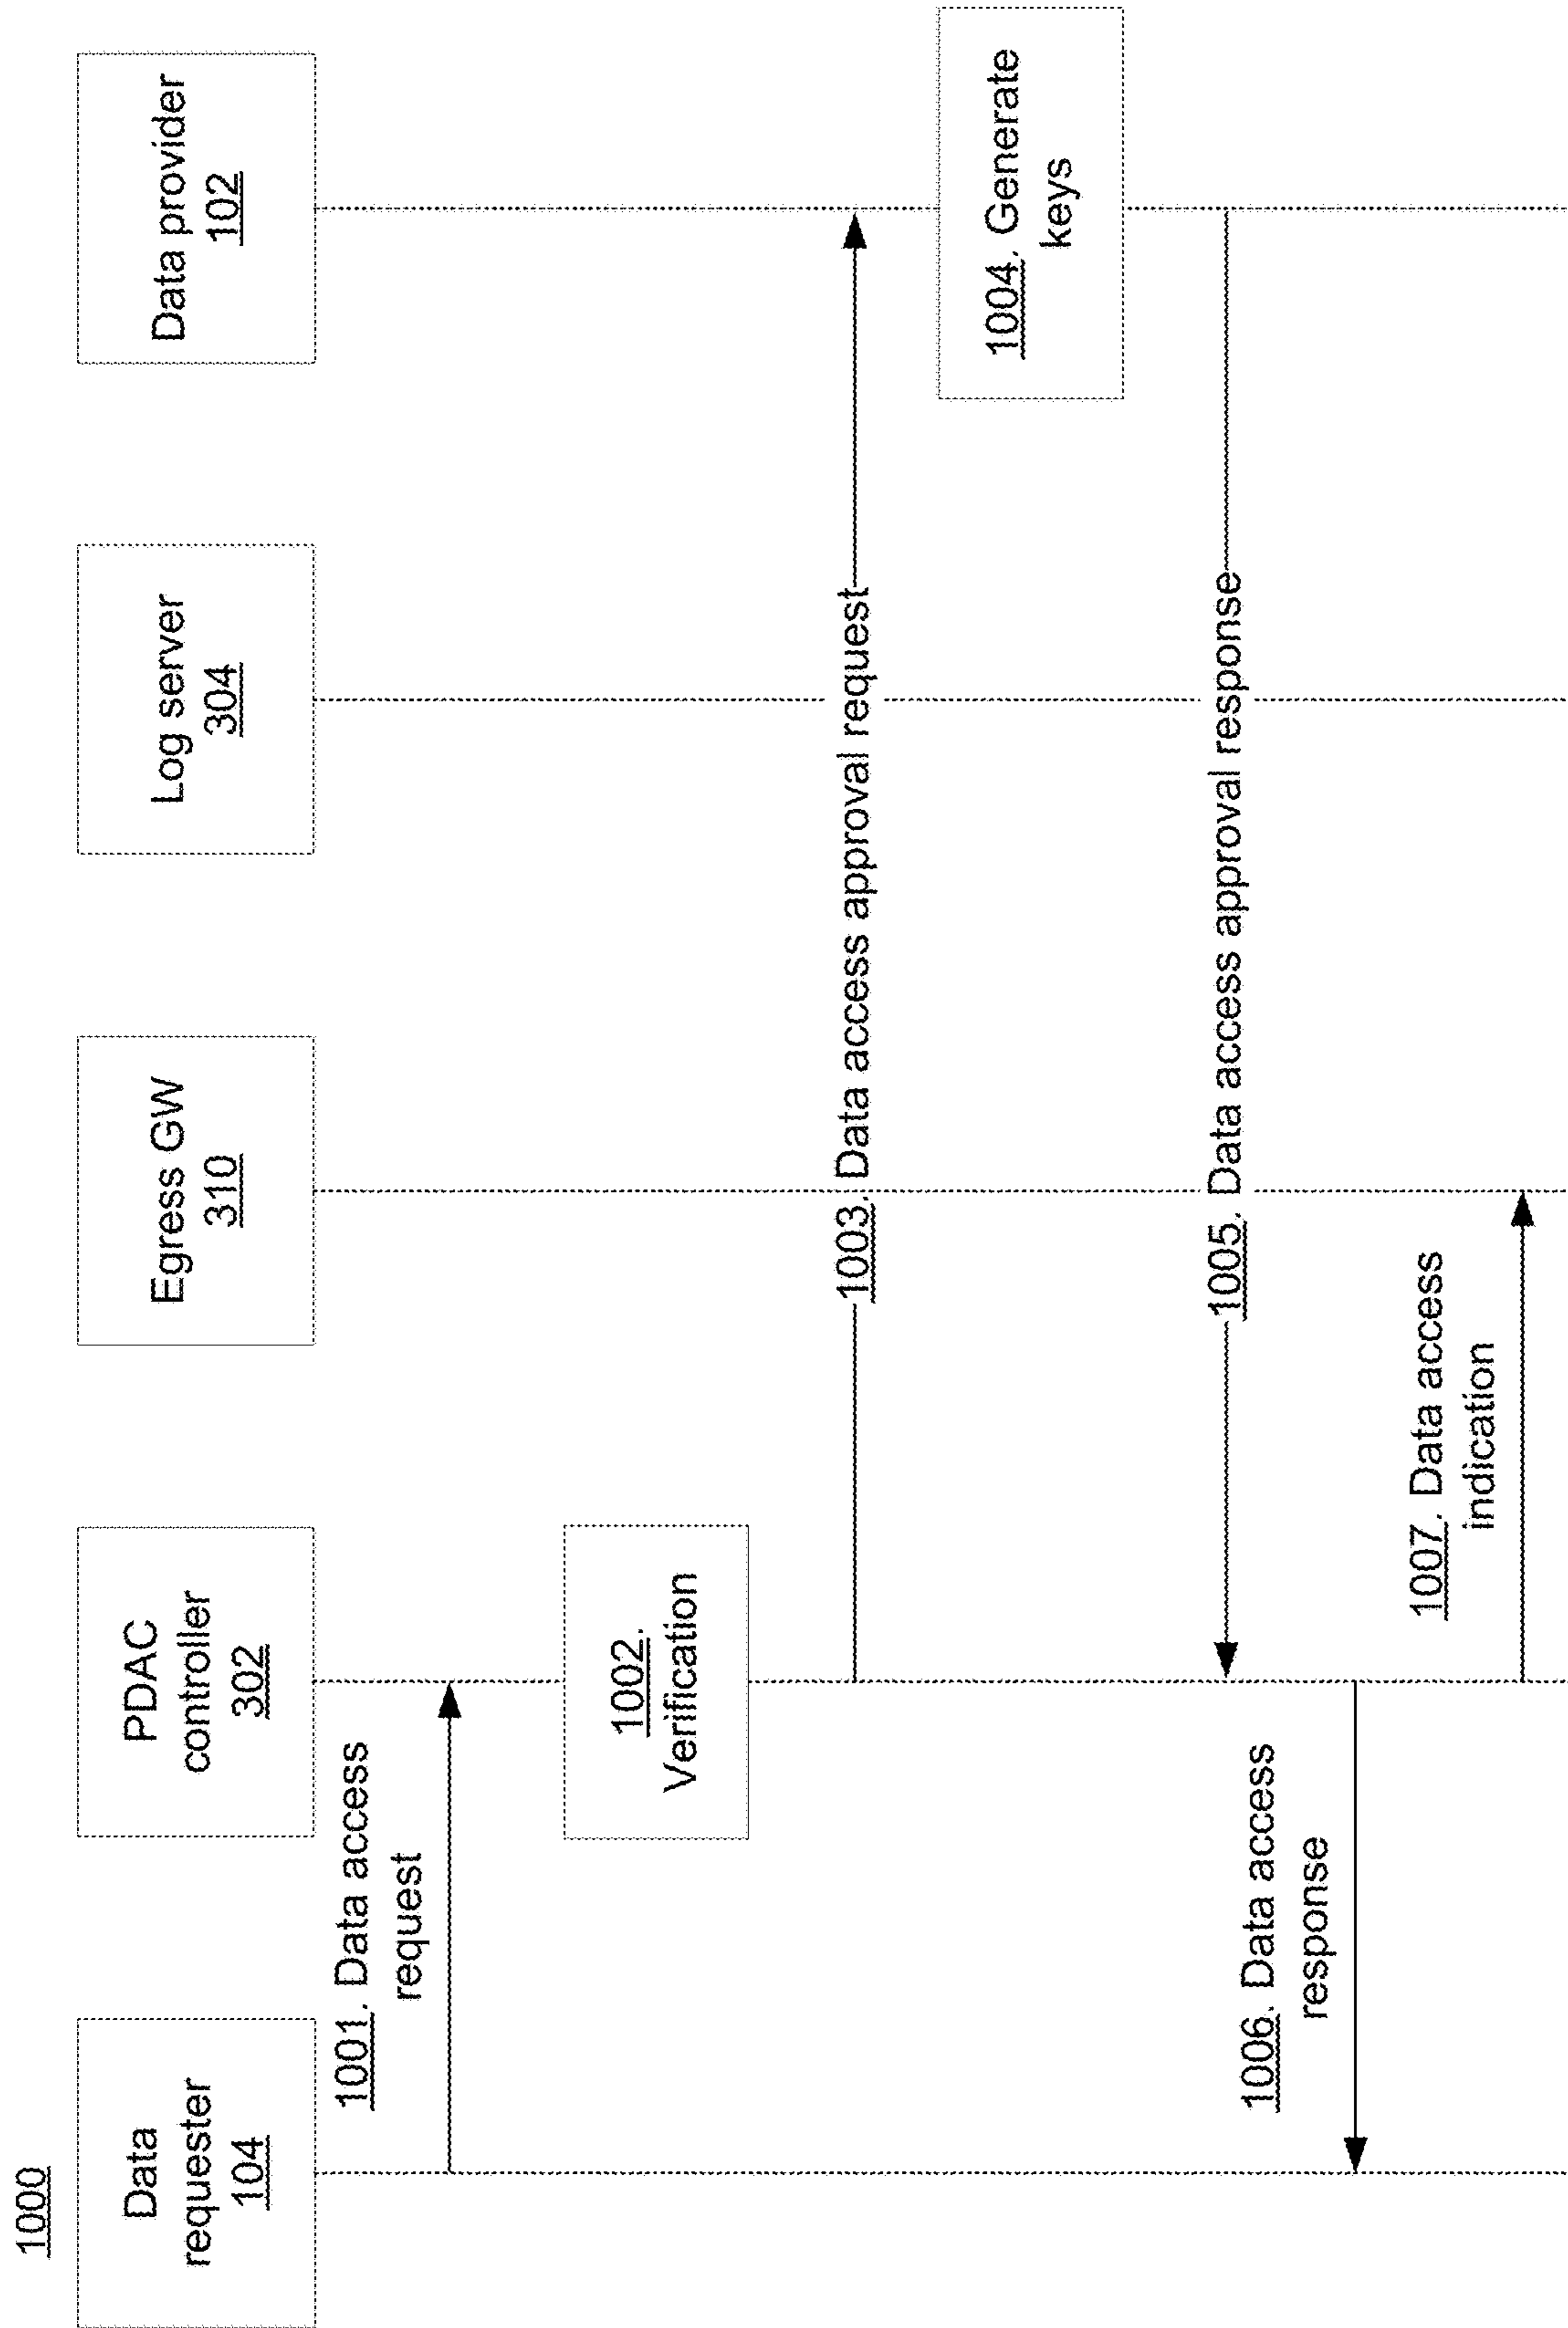 1000
Data
requester
104
PDAC
controller
302
Egress GW
310
Log server
304
Data provider
102
1001. Data access
request
1002.
Verification
1003. Data access approval request
1004. Generate
keys
1005. Data access approval response
1006. Data access
response
1007. Data access
indication